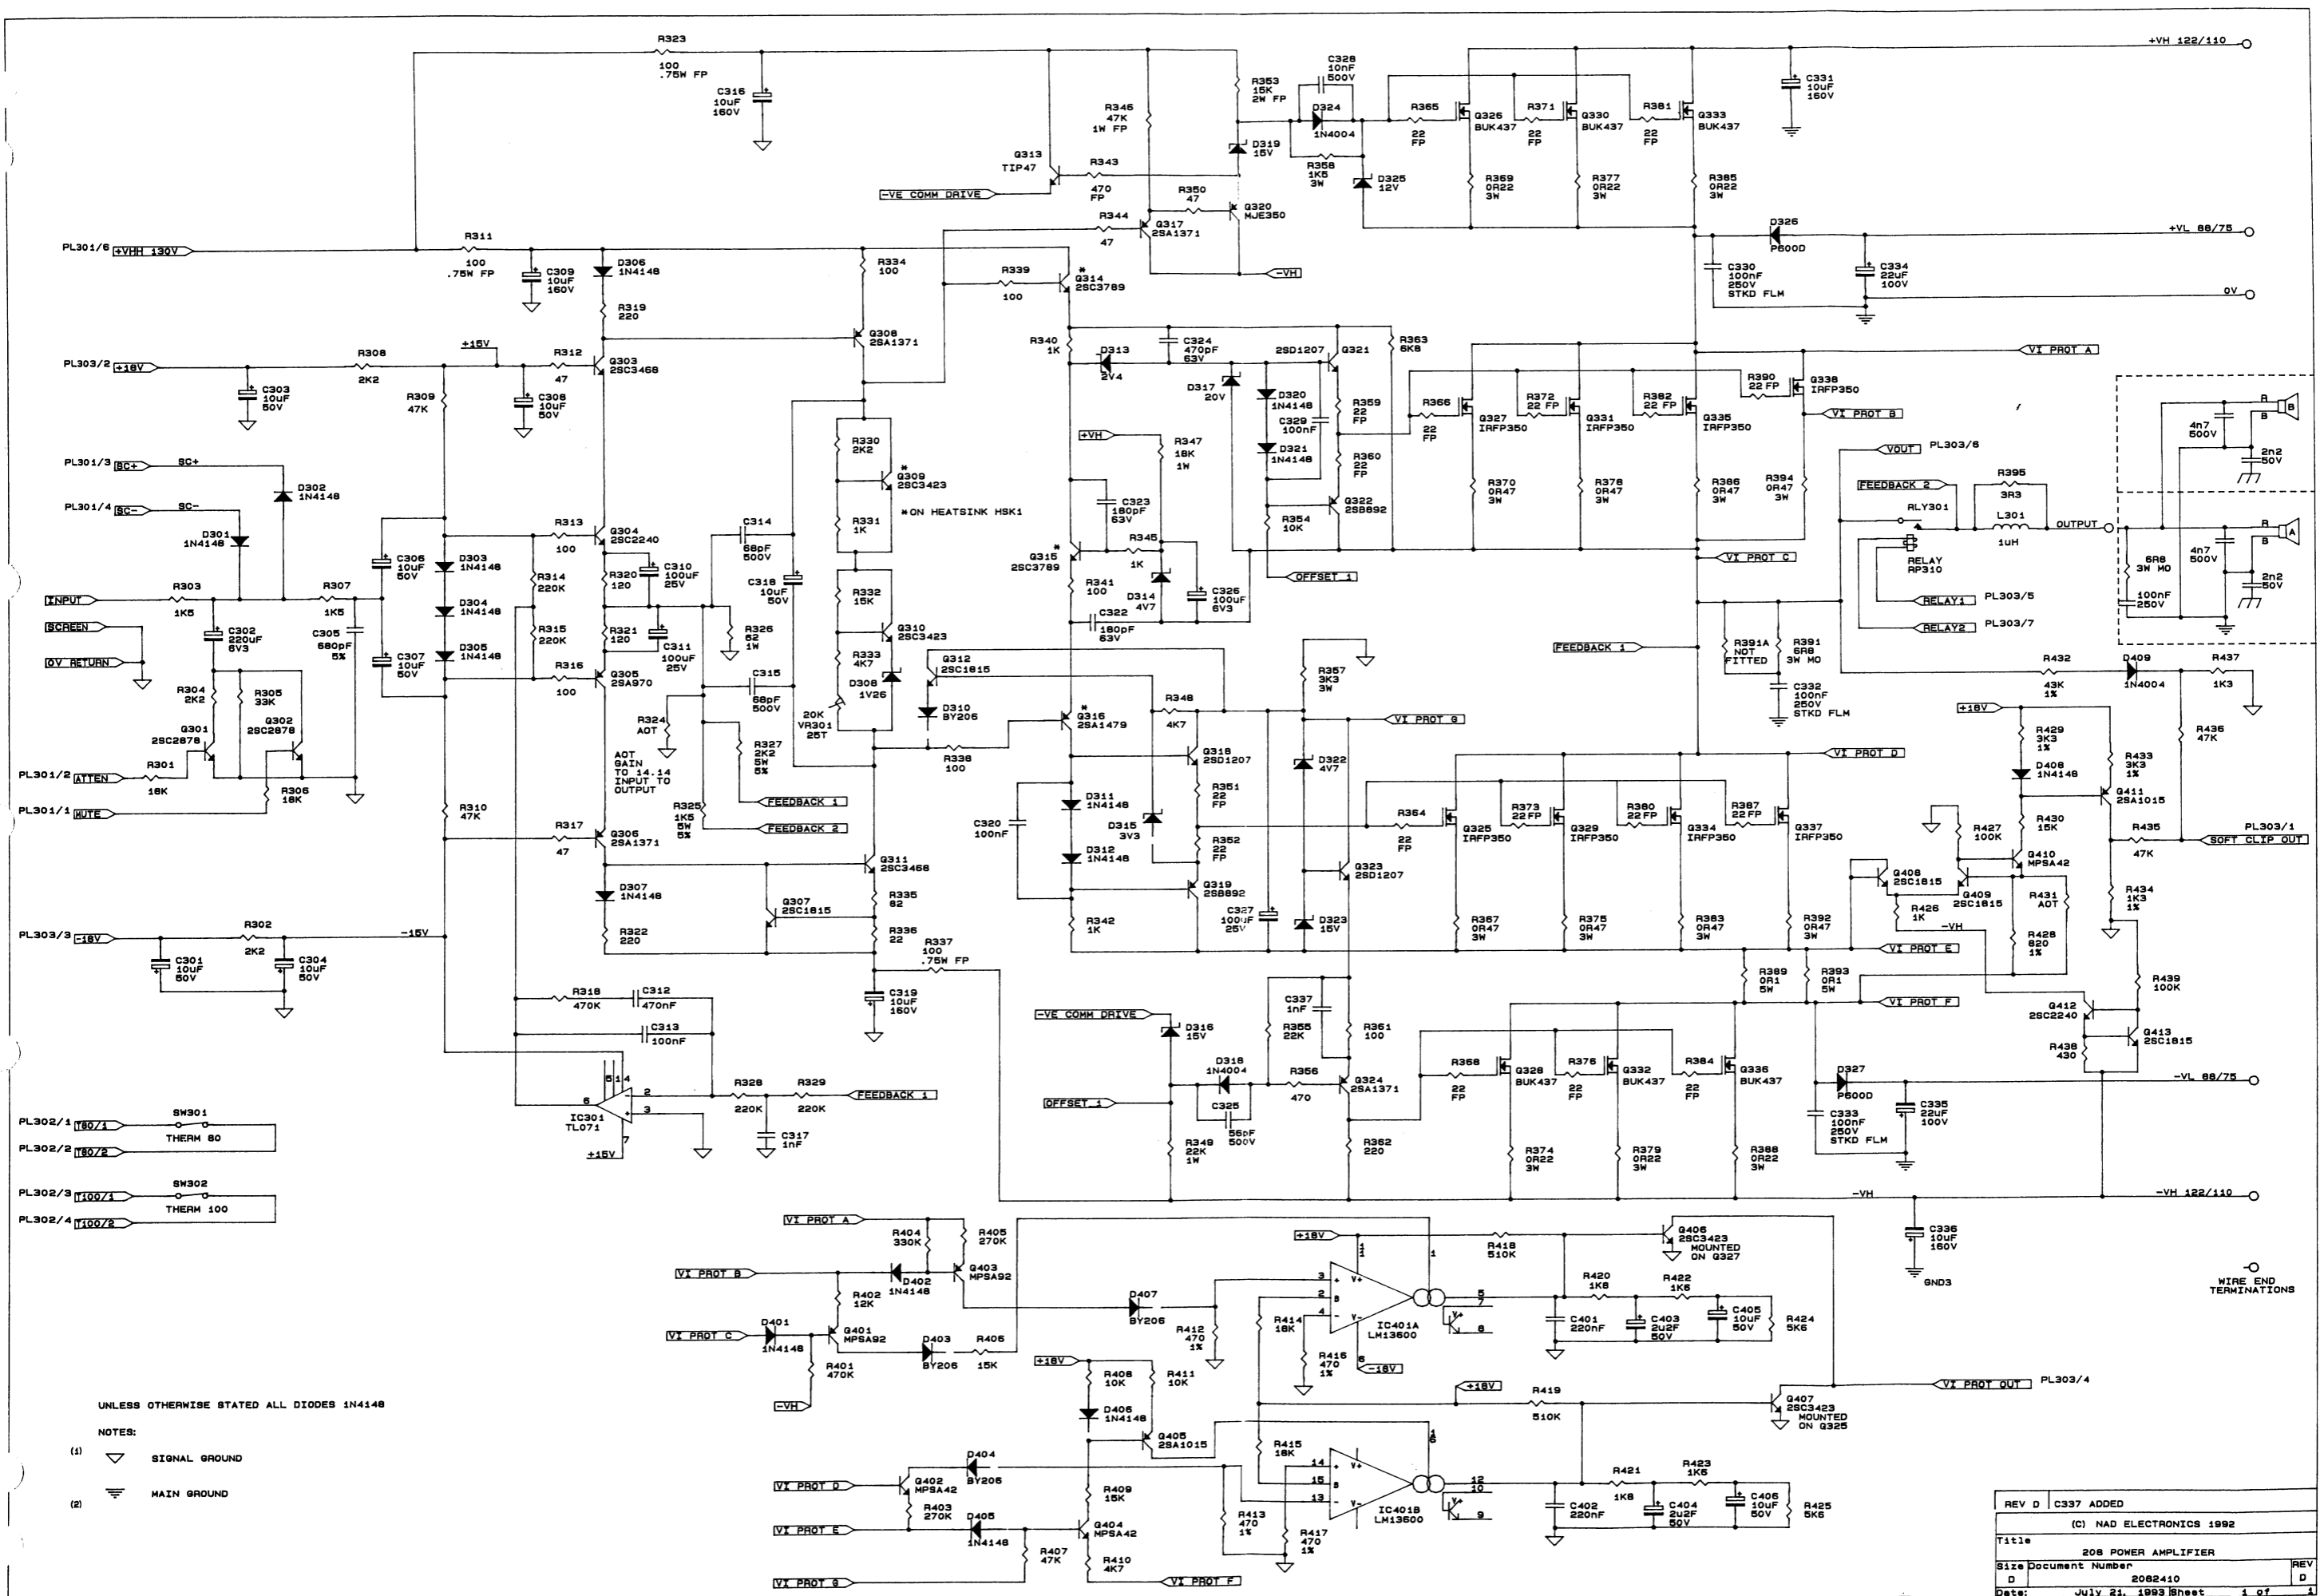 R323
100
.75W FP
C316
10uF
160V
R346
47K
1W FP
R353
15K
2W FP
C328
10nF
500V
D324
1N4004
R358
1K5
3W
D319
15V
D325
12V
R365
22
FP
Q326
BUK437
R371
22
FP
Q330
BUK437
R381
22
FP
Q333
BUK437
C331
10uF
160V
+VH 122/110
R369
0R22
3W
R377
0R22
3W
R385
0R22
3W
Q313
TIP47
R343
470
FP
-VE COMM DRIVE
R350
47
Q320
MJE350
R344
47
Q317
2SA1371
-VH
D326
P600D
+VL 88/75
C330
100nF
250V
STKD FLM
C334
22uF
100V
0V
PL301/6
+VHH 130V
R311
100
.75W FP
C309
10uF
160V
D306
1N4148
R319
220
R334
100
R339
100
*
Q314
2SC3789
Q308
2SA1371
PL303/2
+18V
R308
2K2
+15V
R312
47
Q303
2SC3468
C303
10uF
50V
R309
47K
C308
10uF
50V
R340
1K
D313
2V4
C324
470pF
63V
2SD1207
Q321
R363
6K8
D317
20V
D320
1N4148
C329
100nF
D321
1N4148
R359
22
FP
R360
22
FP
Q322
2SB892
R354
10K
OFFSET 1
R366
22
FP
Q327
IRFP350
R372
22 FP
Q331
IRFP350
R382
22 FP
Q335
IRFP350
R390
22 FP
Q338
IRFP350
VI PROT A
VI PROT B
R370
0R47
3W
R378
0R47
3W
R386
0R47
3W
R394
0R47
3W
VI PROT C
PL301/3
SC+
SC+
PL301/4
SC-
SC-
D302
1N4148
D301
1N4148
R303
1K5
R307
1K5
INPUT
SCREEN
0V RETURN
C302
220uF
6V3
C305
680pF
5%
C306
10uF
50V
C307
10uF
50V
D303
1N4148
D304
1N4148
D305
1N4148
R313
100
Q304
2SC2240
R314
220K
R315
220K
R316
100
Q305
2SA970
R320
120
C310
100uF
25V
R321
120
C311
100uF
25V
R326
62
1W
C314
68pF
500V
C315
68pF
500V
C318
10uF
50V
R330
2K2
*
Q309
2SC3423
R331
1K
*ON HEATSINK HSK1
R332
15K
Q310
2SC3423
R333
4K7
D308
1V26
20K
VR301
25T
+VH
R347
18K
1W
C323
180pF
63V
R345
1K
*
Q315
2SC3789
R341
100
D314
4V7
C326
100uF
6V3
C322
180pF
63V
Q312
2SC1815
D310
BY206
R338
100
*
Q316
2SA1479
R348
4K7
R357
3K3
3W
VI PROT G
FEEDBACK 1
R391A
NOT
FITTED
R391
6R8
3W MO
C332
100nF
250V
STKD FLM
VOUT
PL303/6
FEEDBACK 2
RLY301
R395
3R3
L301
1uH
OUTPUT
RELAY
RP310
RELAY1
PL303/5
RELAY2
PL303/7
4n7
500V
R
B
B
2n2
50V
6R8
3W MO
100nF
250V
4n7
500V
R
B
A
2n2
50V
R432
43K
1%
D409
1N4004
R437
1K3
R436
47K
R304
2K2
R305
33K
Q302
2SC2878
Q301
2SC2878
PL301/2
ATTEN
R301
18K
PL301/1
MUTE
R306
18K
R324
AOT
AOT
GAIN
TO 14.14
INPUT TO
OUTPUT
R327
2K2
5W
5%
FEEDBACK 1
R325
1K5
5W
5%
FEEDBACK 2
R310
47K
R317
47
Q306
2SA1371
D307
1N4148
R322
220
Q307
2SC1815
Q311
2SC3468
R335
82
R336
22
R337
100
.75W FP
C319
10uF
160V
C320
100nF
D311
1N4148
D312
1N4148
D315
3V3
Q318
2SD1207
R351
22
FP
R352
22
FP
Q319
2SB892
R342
1K
C327
100uF
25V
D322
4V7
Q323
2SD1207
D323
15V
R364
22
FP
Q325
IRFP350
R373
22FP
Q329
IRFP350
R380
22FP
Q334
IRFP350
R387
22FP
Q337
IRFP350
VI PROT D
R367
0R47
3W
R375
0R47
3W
R383
0R47
3W
R392
0R47
3W
VI PROT E
+18V
R429
3K3
1%
D408
1N4148
R433
3K3
1%
Q411
2SA1015
R427
100K
R430
15K
Q410
MPSA42
R435
47K
PL303/1
SOFT CLIP OUT
Q408
2SC1815
Q409
2SC1815
R426
1K
-VH
R431
AOT
R428
820
1%
R434
1K3
1%
R439
100K
Q412
2SC2240
Q413
2SC1815
R438
430
PL303/3
-18V
R302
2K2
-15V
C301
10uF
50V
C304
10uF
50V
R318
470K
C312
470nF
C313
100nF
5
1
4
6
2
3
7
IC301
TL071
+15V
R328
220K
R329
220K
FEEDBACK 1
C317
1nF
-VE COMM DRIVE
D316
15V
R355
22K
C337
1nF
R361
100
D318
1N4004
C325
56pF
500V
R356
470
Q324
2SA1371
OFFSET 1
R349
22K
1W
R362
220
R389
0R1
5W
R393
0R1
5W
VI PROT F
R368
22
FP
Q328
BUK437
R376
22
FP
Q332
BUK437
R384
22
FP
Q336
BUK437
R374
0R22
3W
R379
0R22
3W
R388
0R22
3W
D327
P600D
C333
100nF
250V
STKD FLM
C335
22uF
100V
-VL 88/75
-VH
-VH 122/110
C336
10uF
160V
GND3
WIRE END
TERMINATIONS
PL302/1
T80/1
SW301
THERM 80
PL302/2
T80/2
PL302/3
T100/1
SW302
THERM 100
PL302/4
T100/2
VI PROT A
R404
330K
R405
270K
VI PROT B
D402
1N4148
Q403
MPSA92
R402
12K
VI PROT C
D401
1N4148
Q401
MPSA92
D403
BY206
R406
15K
R401
470K
-VH
D407
BY206
R412
470
1%
+18V
R408
10K
R411
10K
D406
1N4148
Q405
2SA1015
+18V
3
2
4
V+
V-
IC401A
LM13600
R414
18K
R416
470
1%
6
-18V
1
5
7
8
R418
510K
Q406
2SC3423
MOUNTED
ON Q327
R420
1K8
R422
1K6
C401
220nF
C403
2u2F
50V
C405
10uF
50V
R424
5K6
+18V
R419
510K
Q407
2SC3423
MOUNTED
ON Q325
VI PROT OUT
PL303/4
R415
18K
14
15
13
V+
V-
IC401B
LM13600
12
10
9
R421
1K8
R423
1K6
C402
220nF
C404
2u2F
50V
C406
10uF
50V
R425
5K6
VI PROT D
Q402
MPSA42
D404
BY206
R403
270K
VI PROT E
D405
1N4148
R409
15K
Q404
MPSA42
R407
47K
R410
4K7
VI PROT G
VI PROT F
R413
470
1%
R417
470
1%
UNLESS OTHERWISE STATED ALL DIODES 1N4148
NOTES:
(1)
SIGNAL GROUND
(2)
MAIN GROUND
REV D C337 ADDED
(C) NAD ELECTRONICS 1992
Title
208 POWER AMPLIFIER
Size Document Number REV
D 2082410 D
Date: July 21, 1993 Sheet 1 of 1